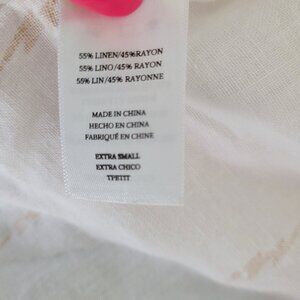 55% LINEN/45%RAYON
55% LINO/45% RAYON
55% LIN/45% RAYONNE
MADE IN CHINA
HECHO EN CHINA
FABRIQUÉ EN CHINE
EXTRA SMALL
EXTRA CHICO
TPETIT